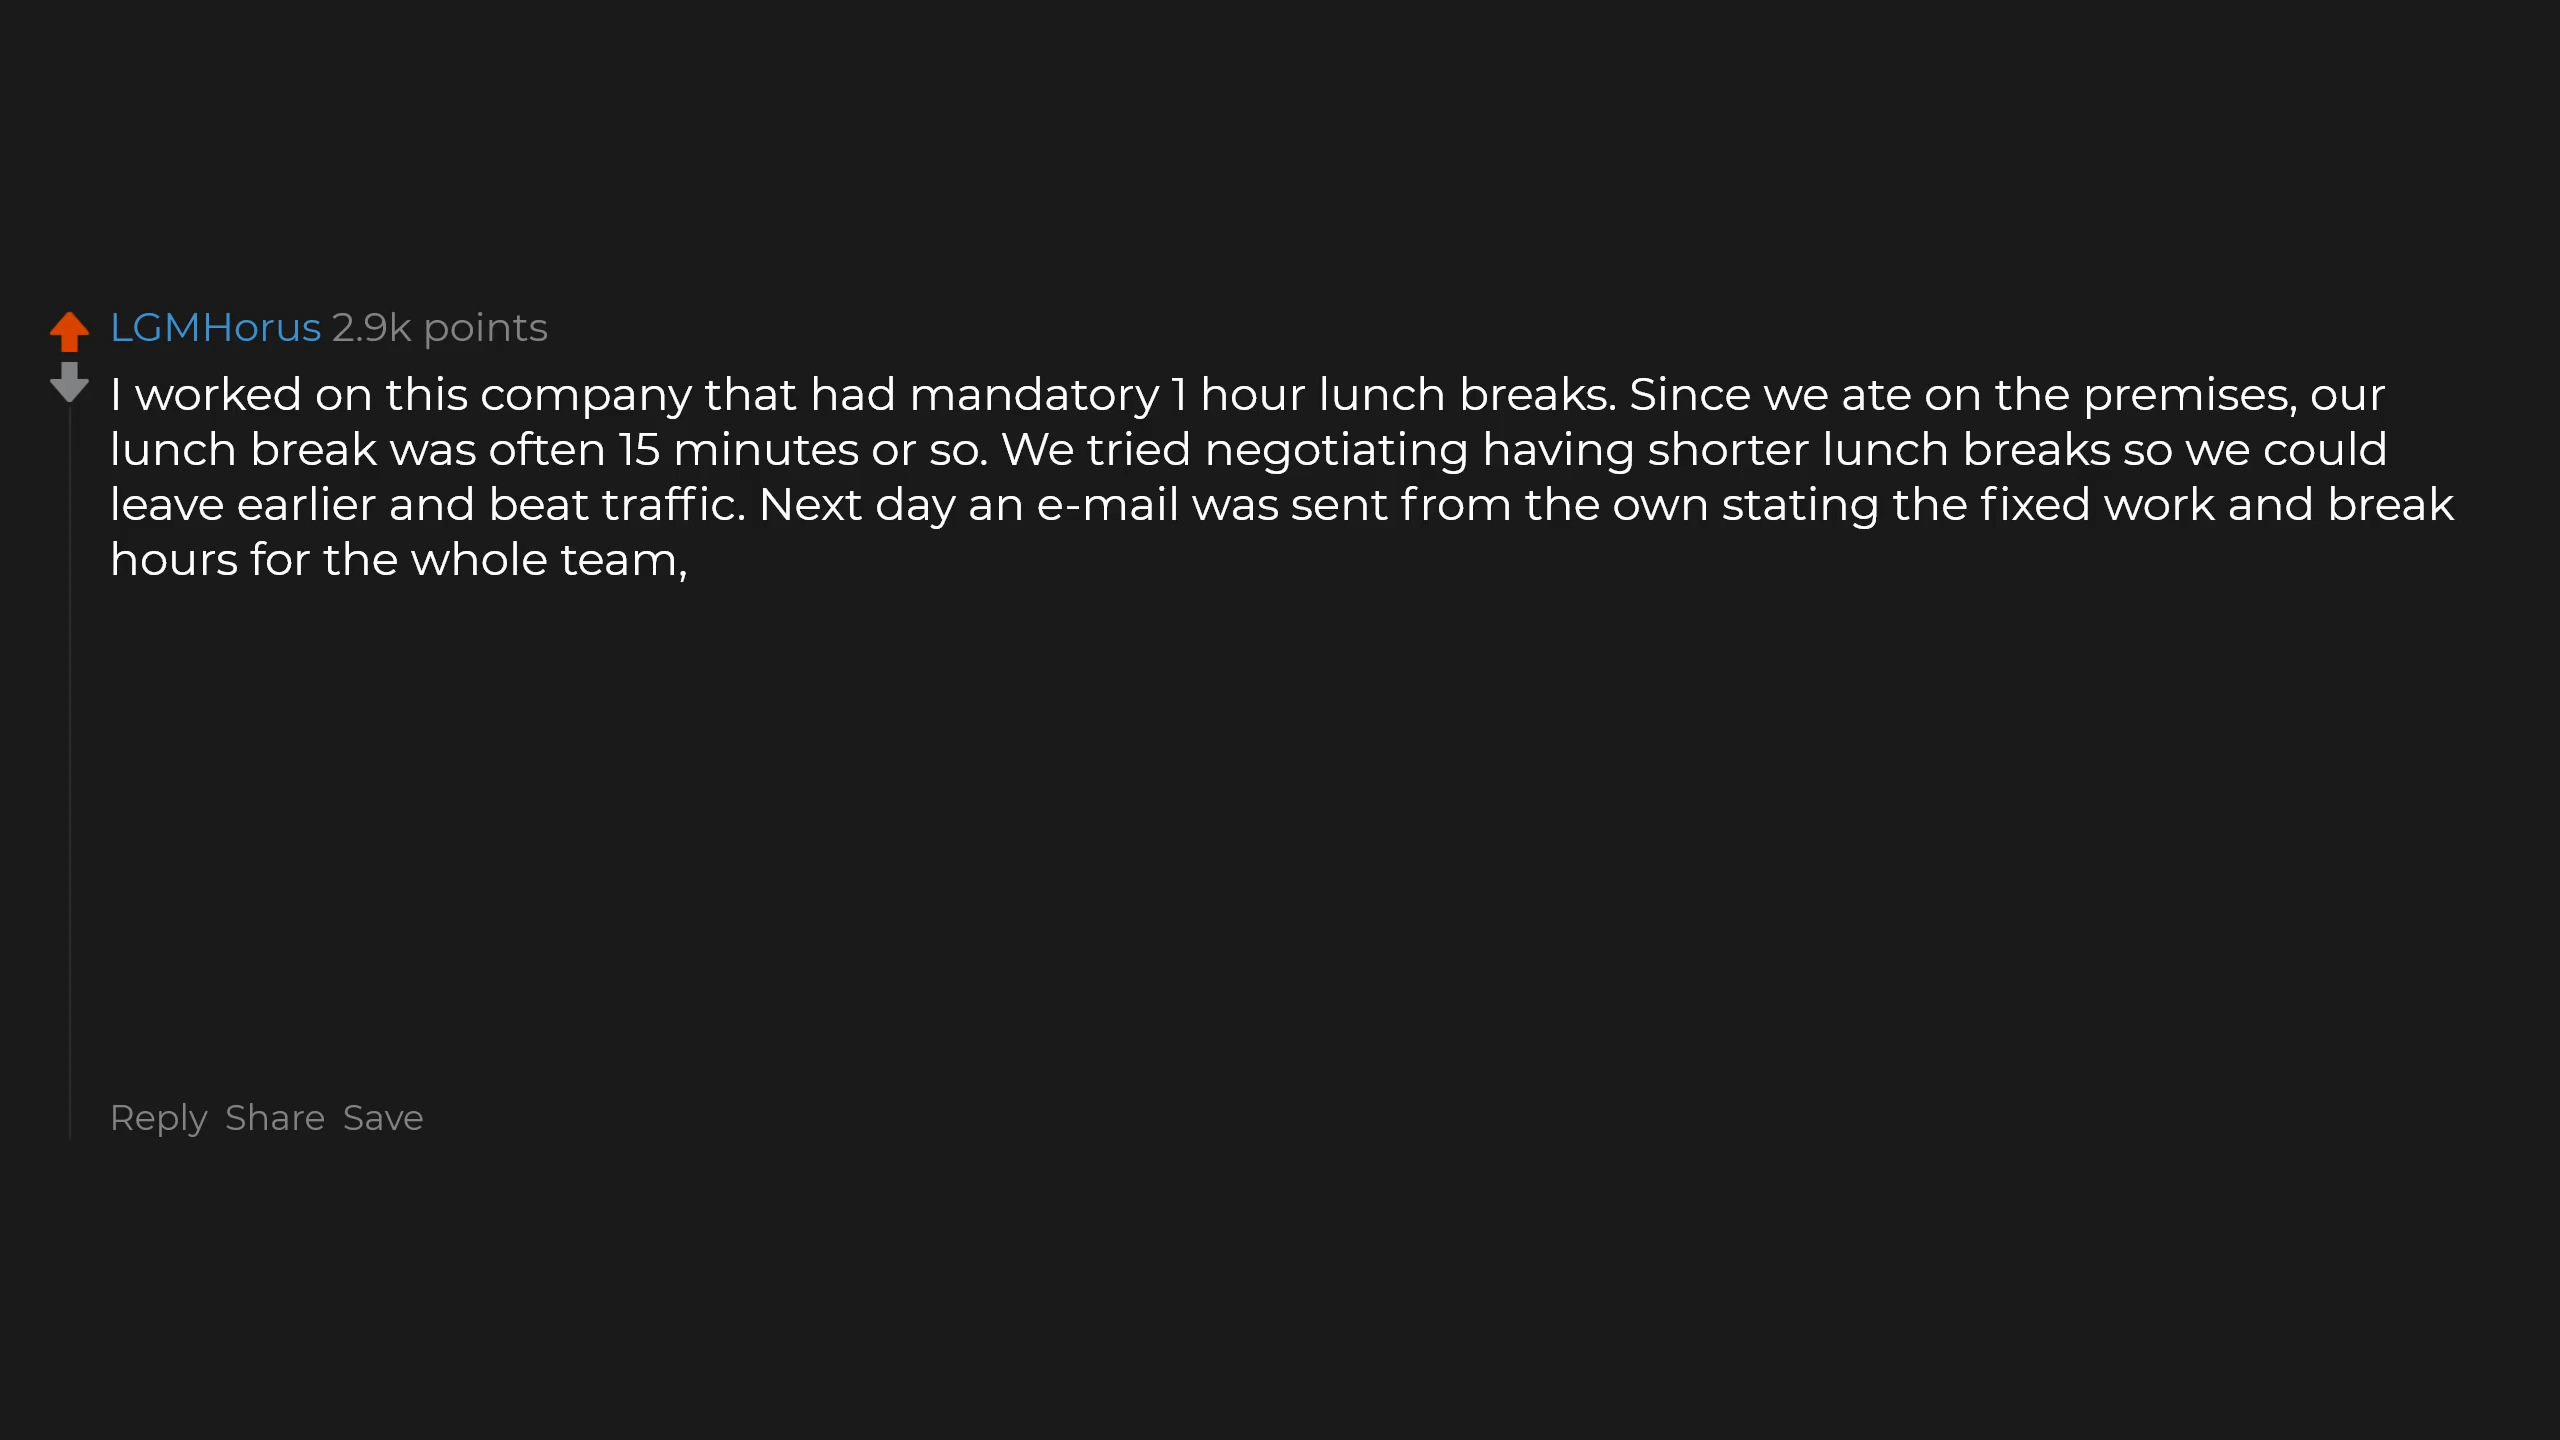 LGMHorus 2.9k points
I worked on this company that had mandatory 1 hour lunch breaks. Since we ate on the premises, our
lunch break was often 15 minutes or so. We tried negotiating having shorter lunch breaks so we could
leave earlier and beat traffic. Next day an e-mail was sent from the own stating the fixed work and break
hours for the whole team,
Reply Share Save